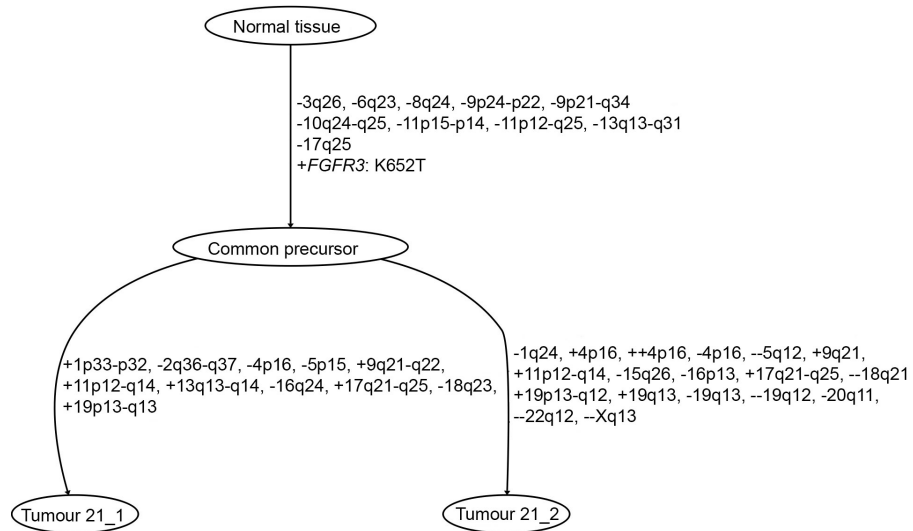 Normal tissue
-3q26, -6q23, -8q24, -9p24-p22, -9p21-q34
-10q24-q25, -11p15-p14, -11p12-q25, -13q13-q31
-17q25
+FGFR3: K652T
Common precursor
+1p33-p32, -2q36-q37, -4p16, -5p15, +9q21-q22,
+11p12-q14, +13q13-q14, -16q24, +17q21-q25, -18q23,
+19p13-q13
-1q24, +4p16, ++4p16, -4p16, --5q12, +9q21,
+11p12-q14, -15q26, -16p13, +17q21-q25, --18q21
+19p13-q12, +19q13, -19q13, --19q12, -20q11,
--22q12, --Xq13
Tumour 21_1
Tumour 21_2